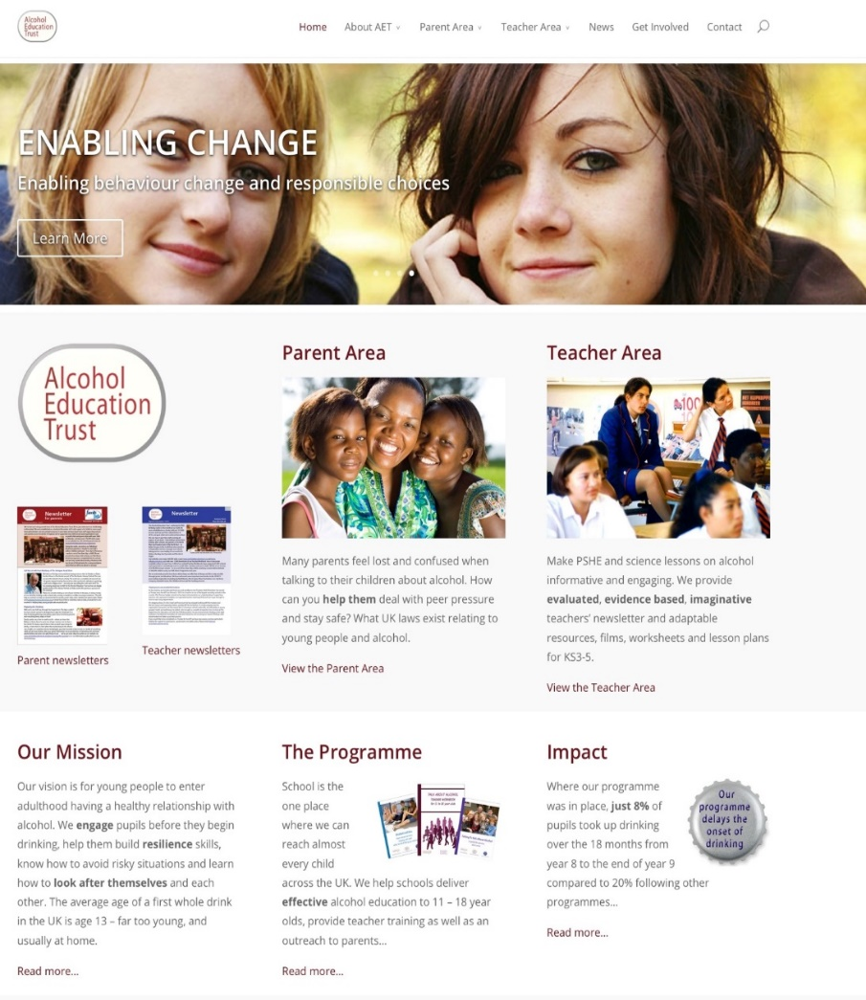 Alcohol
Education
Trust
Home
About AET
Parent Area
Teacher Area
News
Get Involved
Contact
ENABLING CHANGE
Enabling behaviour change and responsible choices
Learn More
Alcohol
Education
Trust
Newsletter
Newsletter
Parent newsletters
Teacher newsletters
Parent Area
Many parents feel lost and confused when
talking to their children about alcohol. How
can you help them deal with peer pressure
and stay safe? What UK laws exist relating to
young people and alcohol.
View the Parent Area
Teacher Area
Make PSHE and science lessons on alcohol
informative and engaging. We provide
evaluated, evidence based, imaginative
teachers' newsletter and adaptable
resources, films, worksheets and lesson plans
for KS3-5.
View the Teacher Area
Our Mission
Our vision is for young people to enter
adulthood having a healthy relationship with
alcohol. We engage pupils before they begin
drinking, help them build resilience skills,
know how to avoid risky situations and learn
how to look after themselves and each
other. The average age of a first whole drink
in the UK is age 13 – far too young, and
usually at home.
Read more...
The Programme
School is the
one place
where we can
reach almost
every child
across the UK. We help schools deliver
effective alcohol education to 11 – 18 year
olds, provide teacher training as well as an
outreach to parents...
Read more...
Impact
Where our programme
was in place, just 8% of
pupils took up drinking
over the 18 months from
year 8 to the end of year 9
compared to 20% following other
programmes...
Read more...
Our
programme
delays the
onset of
drinking